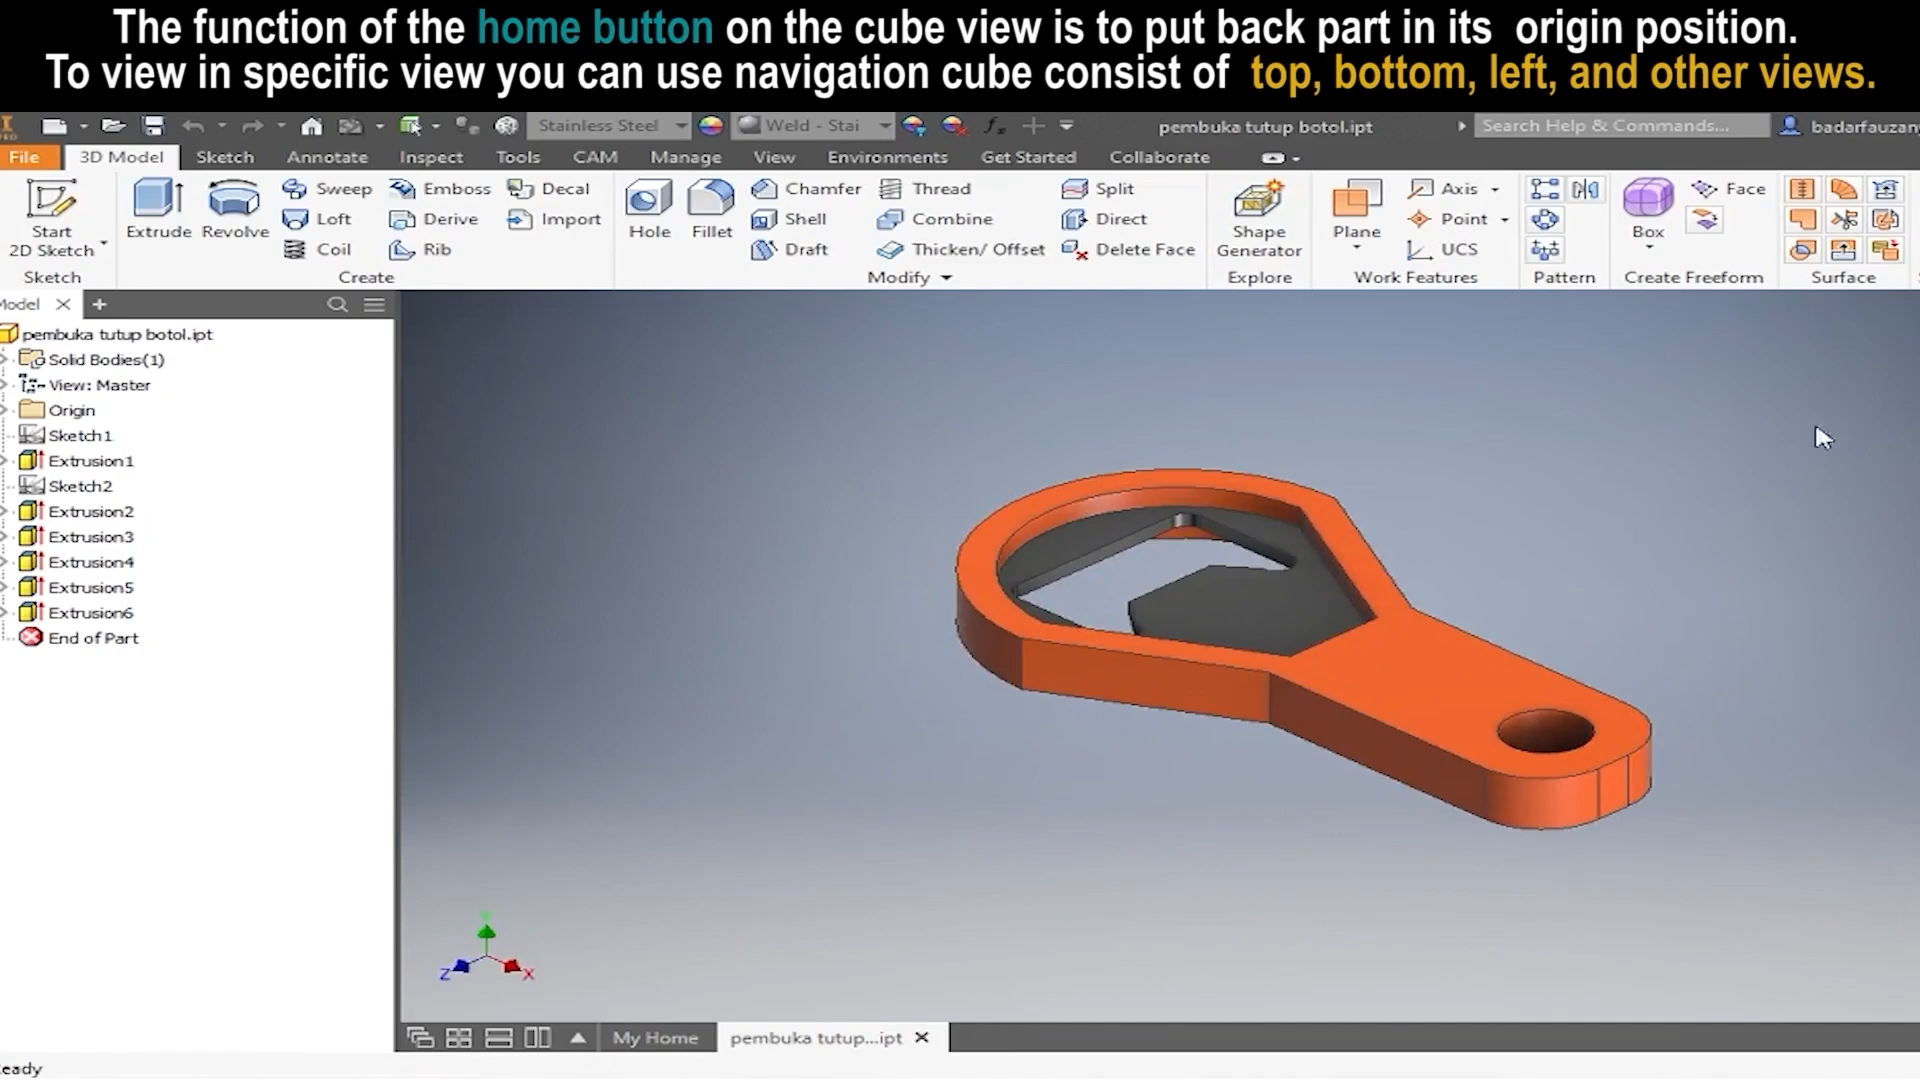 The function of the home button on the cube view is to put back part in its origin position.
To view in specific view you can use navigation cube consist of top, bottom, left, and other views.
PRO
Stainless Steel
Weld - Stai
pembuka tutup botol.ipt
Search Help & Commands...
badarfauzan
File 3D Model Sketch Annotate Inspect Tools CAM Manage View Environments Get Started Collaborate
Start
2D Sketch
Sketch
Extrude
Revolve
Sweep
Loft
Coil
Emboss
Derive
Rib
Decal
Import
Create
Hole
Fillet
Chamfer
Shell
Draft
Thread
Combine
Thicken/ Offset
Split
Direct
Delete Face
Modify
Shape
Generator
Explore
Plane
Axis
Point
UCS
Work Features
Pattern
Box
Face
Create Freeform
Surface
Model
pembuka tutup botol.ipt
Solid Bodies(1)
View: Master
Origin
Sketch1
Extrusion1
Sketch2
Extrusion2
Extrusion3
Extrusion4
Extrusion5
Extrusion6
End of Part
Y
Z
X
My Home
pembuka tutup...ipt
eady